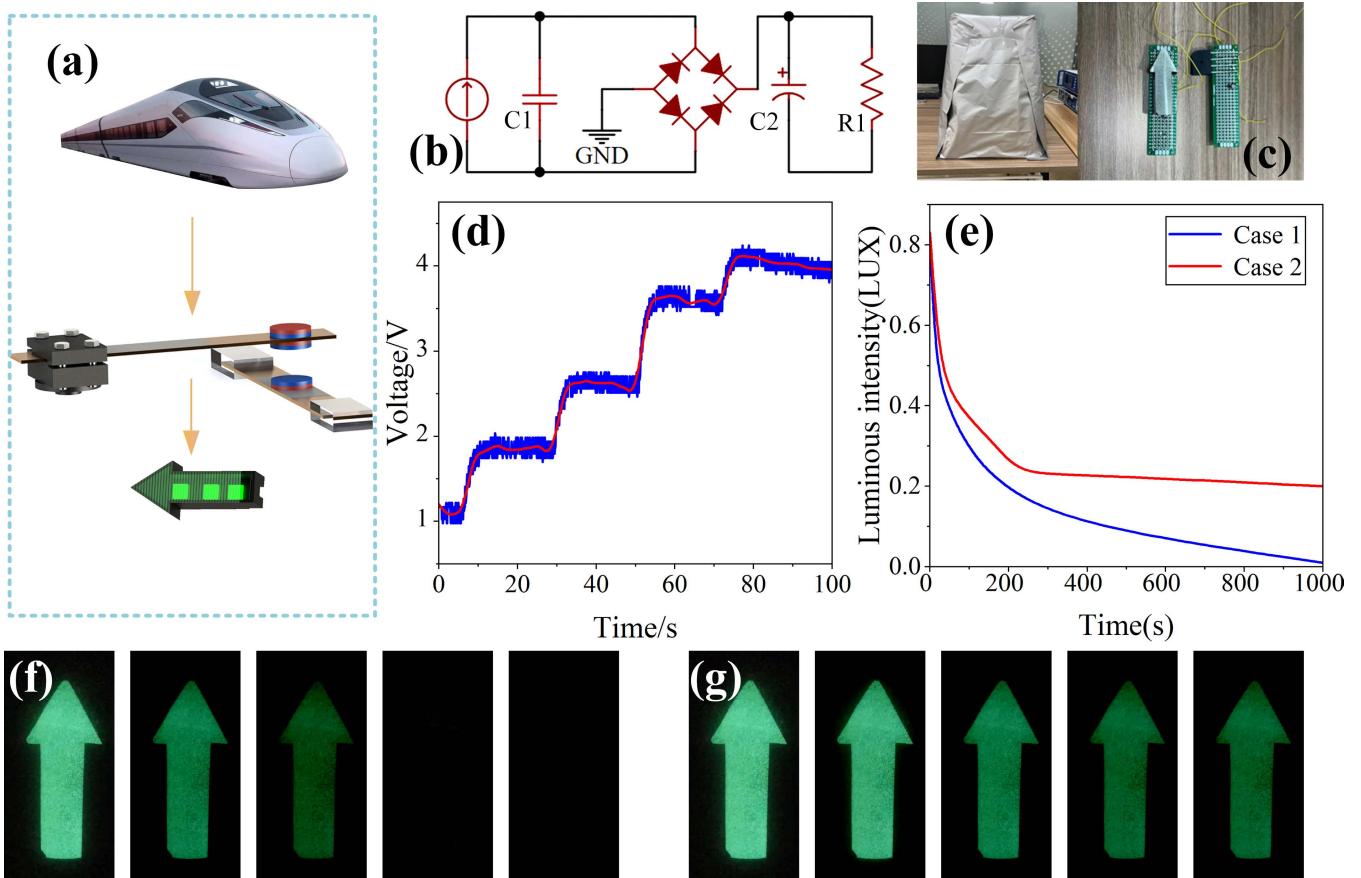 (a)
(b)
C1
GND
C2
R1
(c)
(d)
Voltage/V
4
3
2
1
0 20 40 60 80 100
Time/s
(e)
Case 1
Case 2
Luminous intensity(LUX)
0.8
0.6
0.4
0.2
0.0
0 200 400 600 800 1000
Time(s)
(f)
(g)